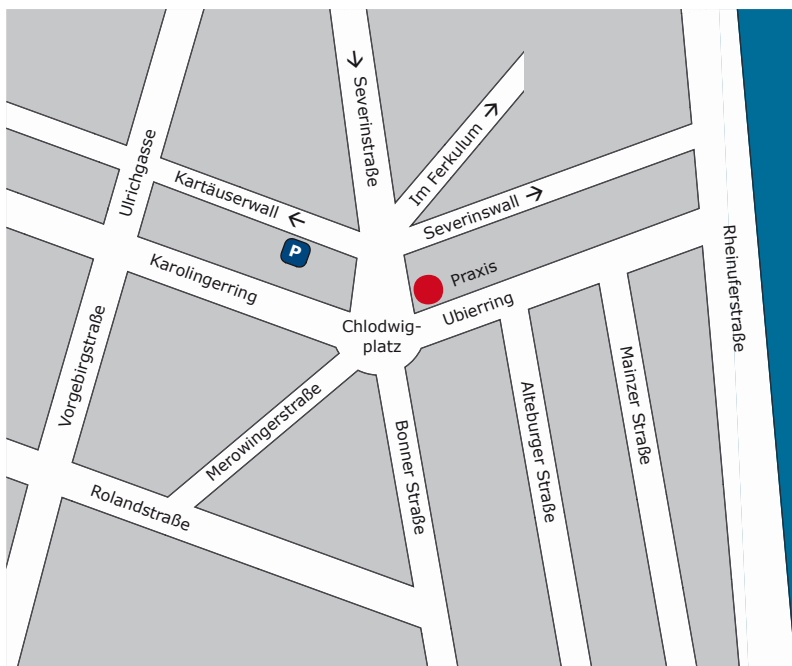 Severinstraße
Im Ferkulum
Ulrichgasse
Kartäuserwall
Severinswall
P
Karolingerring
Praxis
Ubierring
Rheinuferstraße
Chlodwig-
platz
Vorgebirgstraße
Merowingerstraße
Mainzer Straße
Alteburger Straße
Bonner Straße
Rolandstraße